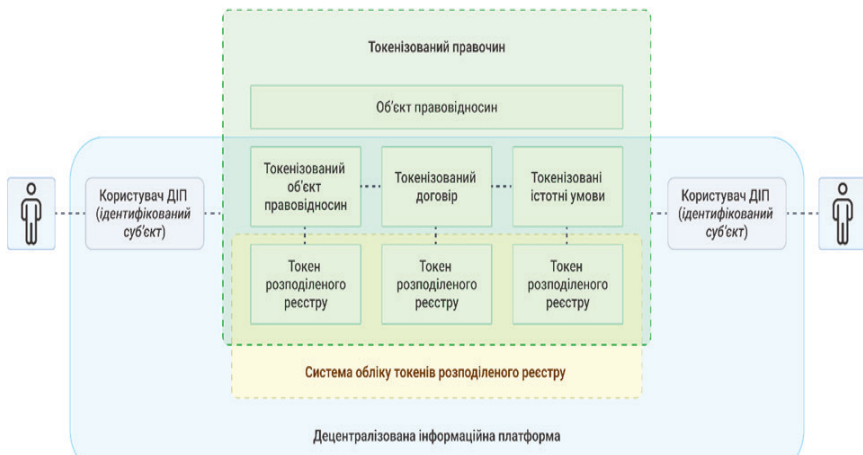 Токенізований правочин
Об'єкт правовідносин
Токенізований
об'єкт
правовідносин
Токенізований
договір
Токенізовані
істотні умови
Користувач ДІП
(ідентифікований
суб'єкт)
Користувач ДІП
(ідентифікований
суб'єкт)
Токен
розподіленого
реєстру
Токен
розподіленого
реєстру
Токен
розподіленого
реєстру
Система обліку токенів розподіленого реєстру
Децентралізована інформаційна платформа